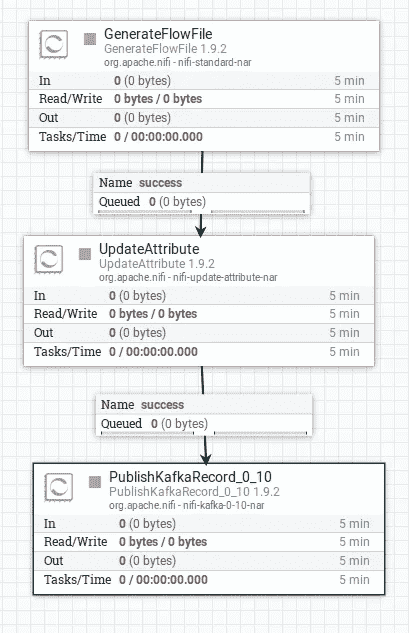 GenerateFlowFile
GenerateFlowFile 1.9.2
org.apache.nifi - nifi-standard-nar
In 0 (0 bytes) 5 min
Read/Write 0 bytes / 0 bytes 5 min
Out 0 (0 bytes) 5 min
Tasks/Time 0 / 00:00:00.000 5 min
Name success
Queued 0 (0 bytes)
UpdateAttribute
UpdateAttribute 1.9.2
org.apache.nifi - nifi-update-attribute-nar
In 0 (0 bytes) 5 min
Read/Write 0 bytes / 0 bytes 5 min
Out 0 (0 bytes) 5 min
Tasks/Time 0 / 00:00:00.000 5 min
Name success
Queued 0 (0 bytes)
PublishKafkaRecord_0_10
PublishKafkaRecord_0_10 1.9.2
org.apache.nifi - nifi-kafka-0-10-nar
In 0 (0 bytes) 5 min
Read/Write 0 bytes / 0 bytes 5 min
Out 0 (0 bytes) 5 min
Tasks/Time 0 / 00:00:00.000 5 min